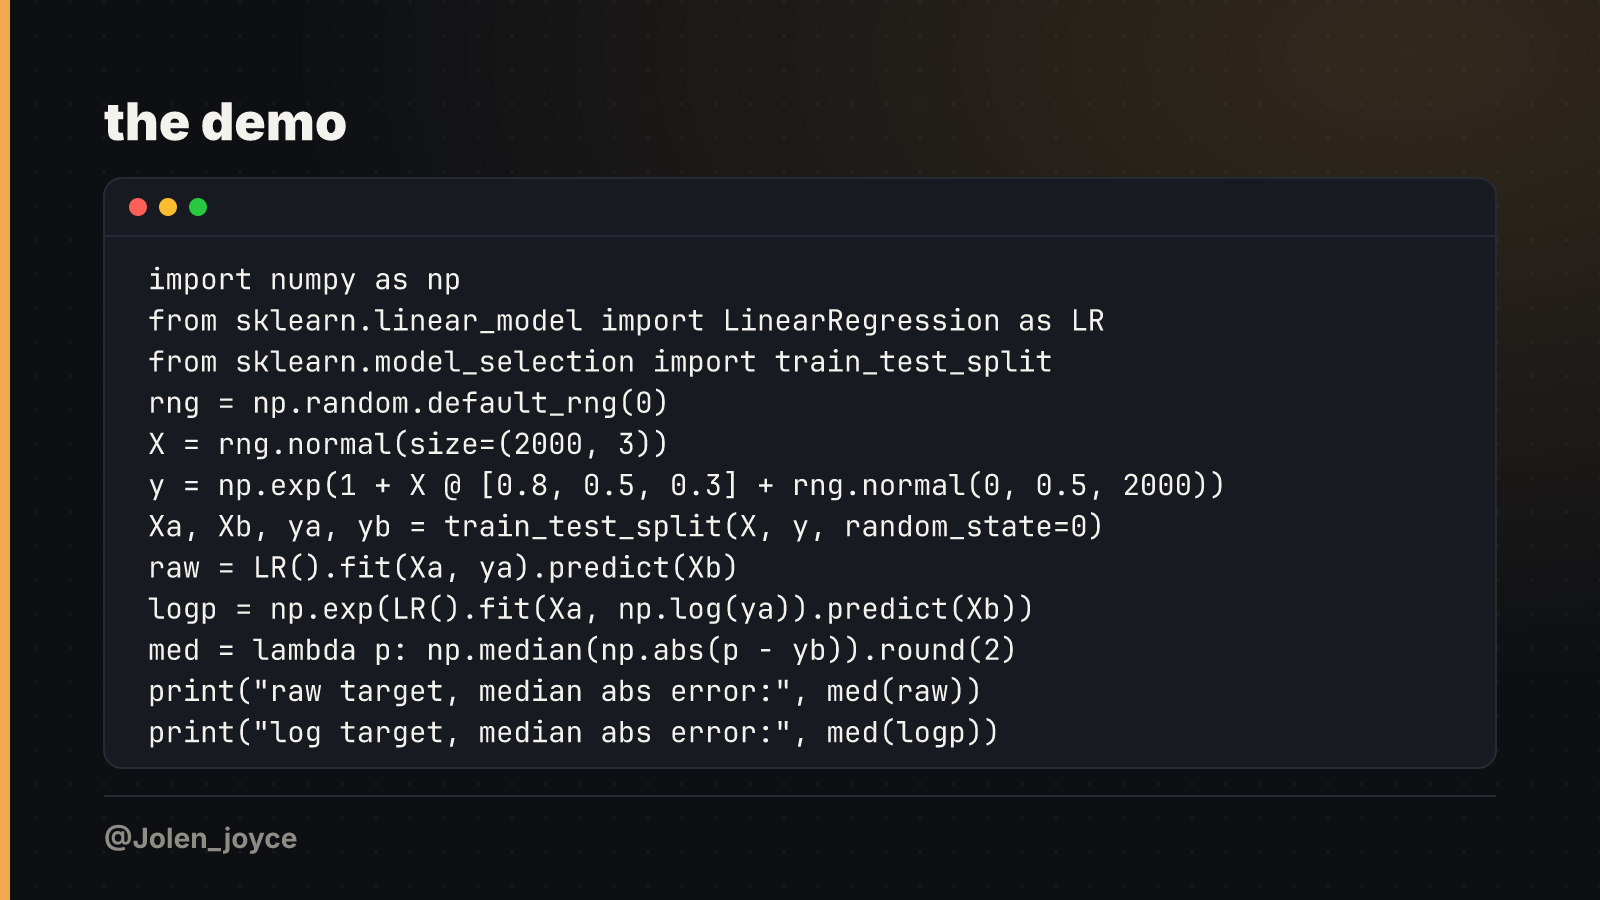 the demo
import numpy as np
from sklearn.linear_model import LinearRegression as LR
from sklearn.model_selection import train_test_split
rng = np.random.default_rng(0)
X = rng.normal(size=(2000, 3))
y = np.exp(1 + X @ [0.8, 0.5, 0.3] + rng.normal(0, 0.5, 2000))
Xa, Xb, ya, yb = train_test_split(X, y, random_state=0)
raw = LR().fit(Xa, ya).predict(Xb)
logp = np.exp(LR().fit(Xa, np.log(ya)).predict(Xb))
med = lambda p: np.median(np.abs(p - yb)).round(2)
print("raw target, median abs error:", med(raw))
print("log target, median abs error:", med(logp))
@Jolen_joyce